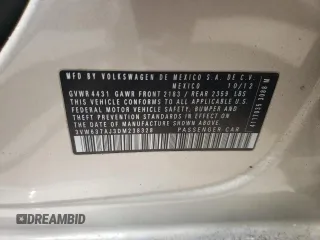 MFD BY VOLKSWAGEN DE MEXICO S.A. DE C.V.
MEXICO 10/12
GVWR 4431 GAWR FRONT 2183 / REAR 2359 LBS
THIS VEHICLE CONFORMS TO ALL APPLICABLE
FEDERAL MOTOR VEHICLE SAFETY, BUMPER AND
THEFT PREVENTION STANDARDS IN EFFECT ON
THE DATE OF MANUFACTURE SHOWN ABOVE.
PASSENGER CAR
DREAMBID